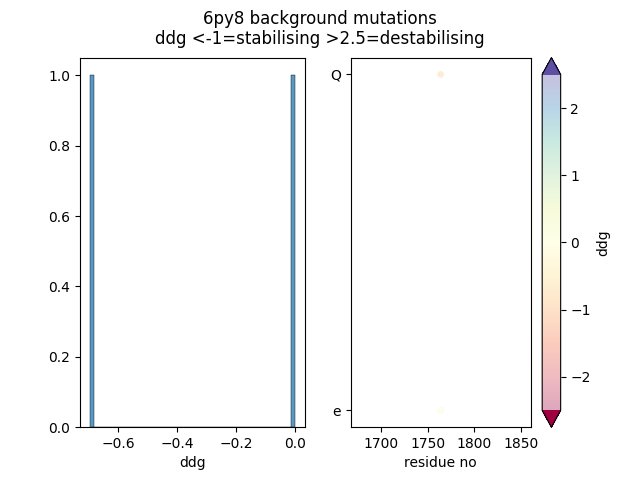 6py8 background mutations
ddg <-1=stabilising >2.5=destabilising
1.0
0.8
0.6
0.4
0.2
0.0
−0.6
−0.4
−0.2
0.0
ddg
Q
e
1700
1750
1800
1850
residue no
2
1
0
−1
−2
ddg